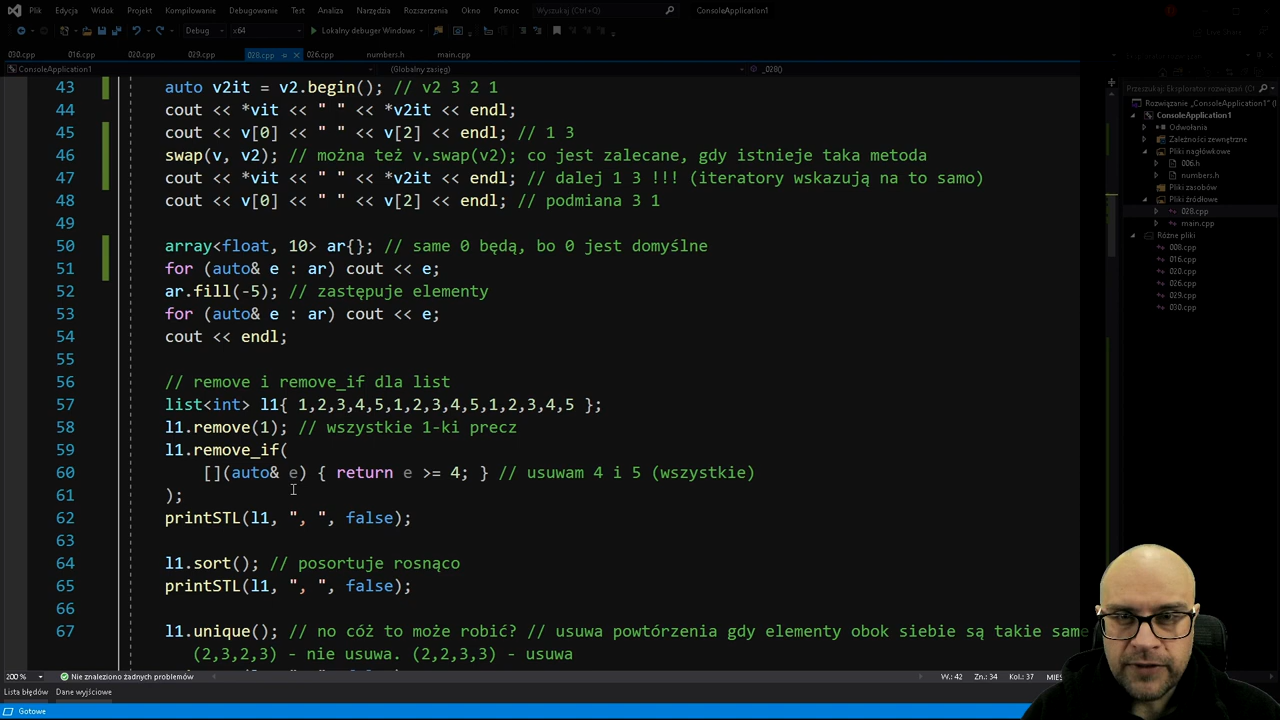 Plik Edycja Widok Projekt Kompilowanie Debugowanie Test Analiza Narzędzia Rozszerzenia Okno Pomoc Wyszukaj (Ctrl+Q) ConsoleApplication1
Debug x64 Lokalny debuger Windows Live Share
030.cpp 016.cpp 020.cpp 029.cpp 028.cpp 026.cpp numbers.h main.cpp
ConsoleApplication1 (Globalny zasięg) _028()
43 auto v2it = v2.begin(); // v2 3 2 1
44 cout << *vit << " " << *v2it << endl;
45 cout << v[0] << " " << v[2] << endl; // 1 3
46 swap(v, v2); // można też v.swap(v2); co jest zalecane, gdy istnieje taka metoda
47 cout << *vit << " " << *v2it << endl; // dalej 1 3 !!! (iteratory wskazują na to samo)
48 cout << v[0] << " " << v[2] << endl; // podmiana 3 1
49
50 array<float, 10> ar{}; // same 0 będą, bo 0 jest domyślne
51 for (auto& e : ar) cout << e;
52 ar.fill(-5); // zastępuje elementy
53 for (auto& e : ar) cout << e;
54 cout << endl;
55
56 // remove i remove_if dla list
57 list<int> l1{ 1,2,3,4,5,1,2,3,4,5,1,2,3,4,5 };
58 l1.remove(1); // wszystkie 1-ki precz
59 l1.remove_if(
60 [](auto& e) { return e >= 4; } // usuwam 4 i 5 (wszystkie)
61 );
62 printSTL(l1, ", ", false);
63
64 l1.sort(); // posortuje rosnąco
65 printSTL(l1, ", ", false);
66
67 l1.unique(); // no cóż to może robić? // usuwa powtórzenia gdy elementy obok siebie są takie same
(2,3,2,3) - nie usuwa. (2,2,3,3) - usuwa
200 % Nie znaleziono żadnych problemów W.: 42 Zn.: 34 Kol.: 37
Lista błędów Dane wyjściowe
Gotowe
Przeszukaj: Eksplorator rozwiązań (Ct
Rozwiązanie „ConsoleApplication1"
ConsoleApplication1
Odwołania
Zależności zewnętrzne
Pliki nagłówkowe
006.h
numbers.h
Pliki zasobów
Pliki źródłowe
028.cpp
main.cpp
Różne pliki
008.cpp
016.cpp
020.cpp
026.cpp
029.cpp
030.cpp